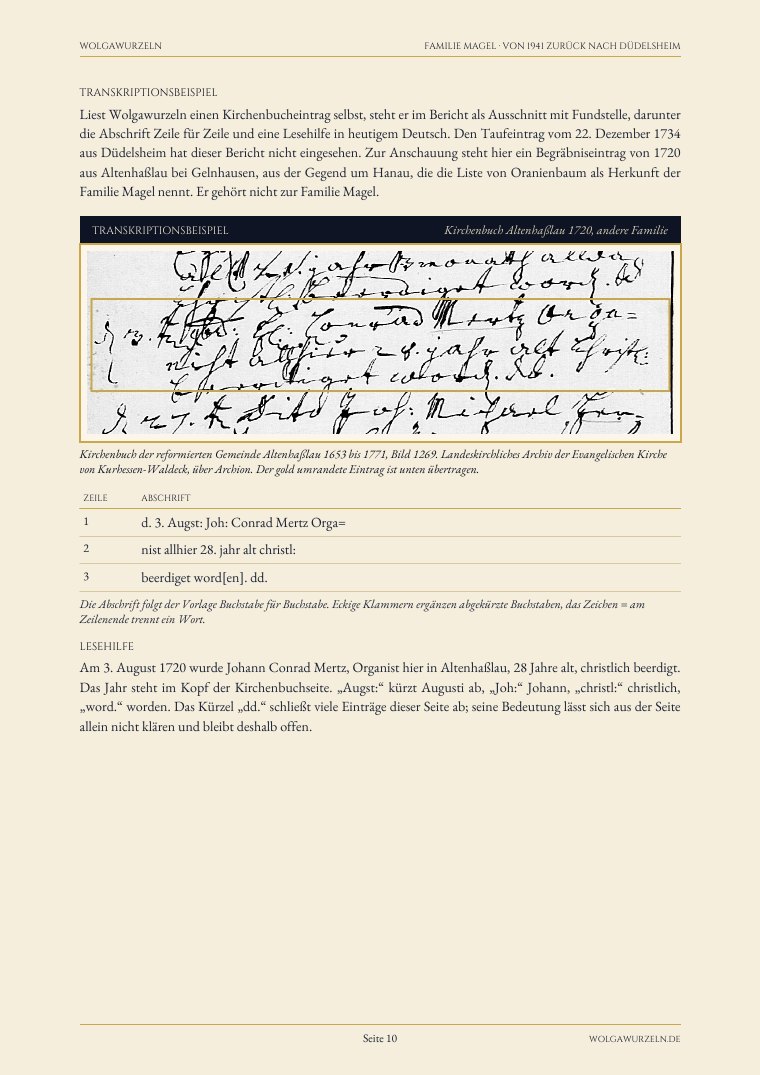 WOLGAWURZELN
FAMILIE MAGEL · VON 1941 ZURÜCK NACH DÜDELSHEIM
TRANSKRIPTIONSBEISPIEL
Liest Wolgawurzeln einen Kirchenbucheintrag selbst, steht er im Bericht als Ausschnitt mit Fundstelle, darunter
die Abschrift Zeile für Zeile und eine Lesehilfe in heutigem Deutsch. Den Taufeintrag vom 22. Dezember 1734
aus Düdelsheim hat dieser Bericht nicht eingesehen. Zur Anschauung steht hier ein Begräbniseintrag von 1720
aus Altenhaßlau bei Gelnhausen, aus der Gegend um Hanau, die die Liste von Oranienbaum als Herkunft der
Familie Magel nennt. Er gehört nicht zur Familie Magel.
TRANSKRIPTIONSBEISPIEL
Kirchenbuch Altenhaßlau 1720, andere Familie
jahr alt
beerdiget word. dd
d. 3. Augst: Joh: Conrad Mertz Orga=
nist allhier 28. jahr alt christl:
beerdiget word. dd.
Joh: Michael
Kirchenbuch der reformierten Gemeinde Altenhaßlau 1653 bis 1771, Bild 1269. Landeskirchliches Archiv der Evangelischen Kirche
von Kurhessen-Waldeck, über Archion. Der gold umrandete Eintrag ist unten übertragen.
ZEILE ABSCHRIFT
1 d. 3. Augst: Joh: Conrad Mertz Orga=
2 nist allhier 28. jahr alt christl:
3 beerdiget word[en]. dd.
Die Abschrift folgt der Vorlage Buchstabe für Buchstabe. Eckige Klammern ergänzen abgekürzte Buchstaben, das Zeichen = am
Zeilenende trennt ein Wort.
LESEHILFE
Am 3. August 1720 wurde Johann Conrad Mertz, Organist hier in Altenhaßlau, 28 Jahre alt, christlich beerdigt.
Das Jahr steht im Kopf der Kirchenbuchseite. „Augst:“ kürzt Augusti ab, „Joh:“ Johann, „christl:“ christlich,
„word.“ worden. Das Kürzel „dd.“ schließt viele Einträge dieser Seite ab; seine Bedeutung lässt sich aus der Seite
allein nicht klären und bleibt deshalb offen.
Seite 10
WOLGAWURZELN.DE